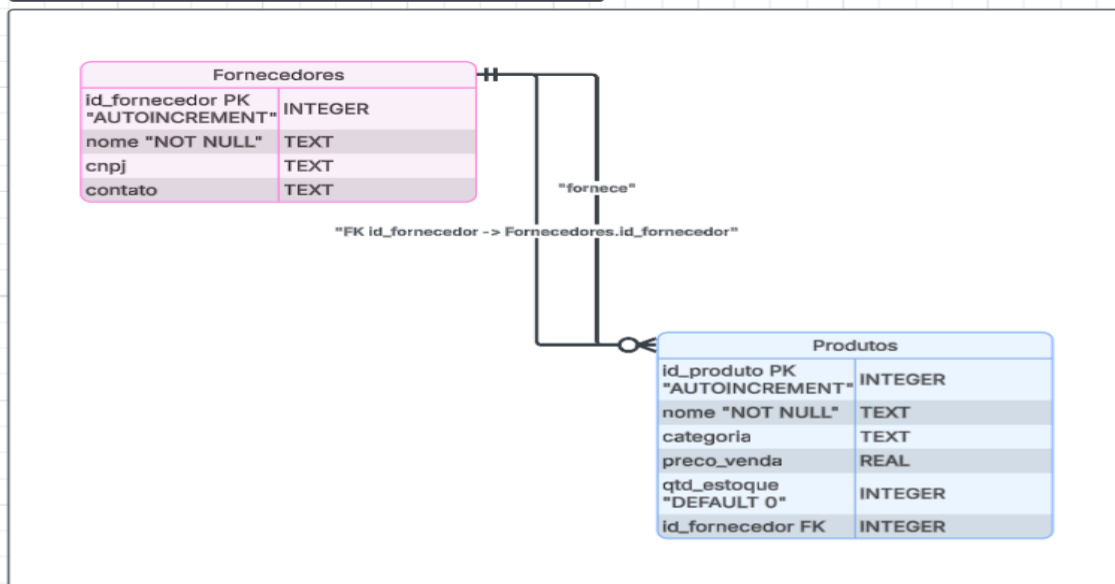 Fornecedores
id_fornecedor PK
"AUTOINCREMENT"
INTEGER
nome "NOT NULL"
TEXT
cnpj
TEXT
contato
TEXT
"fornece"
"FK id_fornecedor -> Fornecedores.id_fornecedor"
Produtos
id_produto PK
"AUTOINCREMENT"
INTEGER
nome "NOT NULL"
TEXT
categoria
TEXT
preco_venda
REAL
qtd_estoque
"DEFAULT 0"
INTEGER
id_fornecedor FK
INTEGER